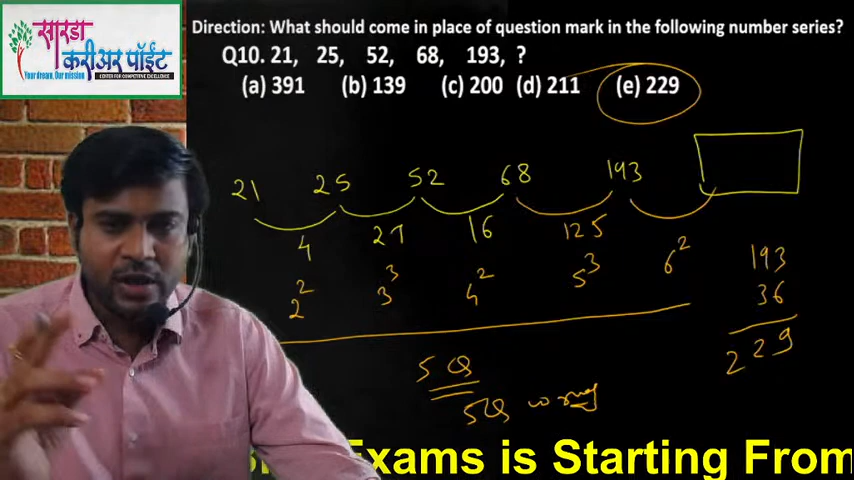 सारडा
करीअर पॉईंट
Your dream, Our mission
CENTER FOR COMPETITIVE EXCELLENCE
Direction: What should come in place of question mark in the following number series?
Q10. 21, 25, 52, 68, 193, ?
(a) 391 (b) 139 (c) 200 (d) 211 (e) 229
21 25 52 68 193
4 27 16 125
2² 3³ 4² 5³ 6²
193
36
229
5Q
5Q wrong
Exams is Starting From